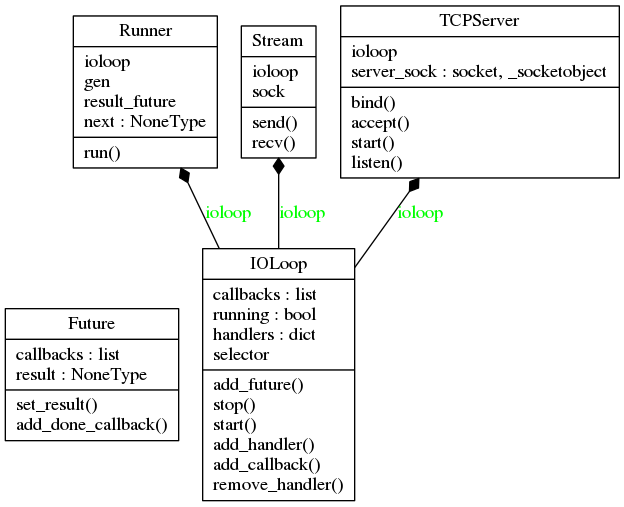 Runner
ioloop
gen
result_future
next : NoneType
run()
Stream
ioloop
sock
send()
recv()
TCPServer
ioloop
server_sock : socket, _socketobject
bind()
accept()
start()
listen()
ioloop
ioloop
ioloop
Future
callbacks : list
result : NoneType
set_result()
add_done_callback()
IOLoop
callbacks : list
running : bool
handlers : dict
selector
add_future()
stop()
start()
add_handler()
add_callback()
remove_handler()